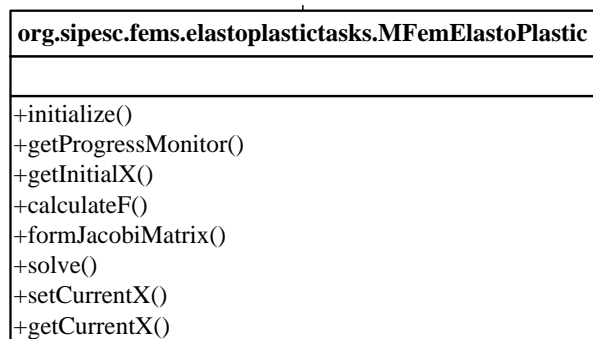 org.sipesc.fems.elastoplastictasks.MFemElastoPlastic
+initialize()
+getProgressMonitor()
+getInitialX()
+calculateF()
+formJacobiMatrix()
+solve()
+setCurrentX()
+getCurrentX()